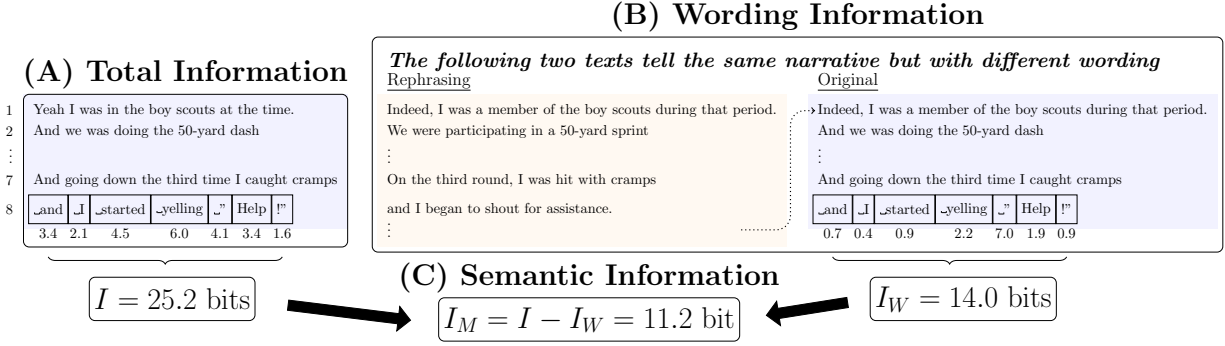 (B) Wording Information
(A) Total Information
1 Yeah I was in the boy scouts at the time.
2 And we was doing the 50-yard dash
⋮ ⋮
7 And going down the third time I caught cramps
8 ␣and ␣I ␣started ␣yelling ␣” Help !”
3.4 2.1 4.5 6.0 4.1 3.4 1.6
I = 25.2 bits
The following two texts tell the same narrative but with different wording
Rephrasing
Indeed, I was a member of the boy scouts during that period.
We were participating in a 50-yard sprint
⋮
On the third round, I was hit with cramps
and I began to shout for assistance.
⋮
Original
Indeed, I was a member of the boy scouts during that period.
And we was doing the 50-yard dash
⋮
And going down the third time I caught cramps
␣and ␣I ␣started ␣yelling ␣” Help !”
0.7 0.4 0.9 2.2 7.0 1.9 0.9
I_W = 14.0 bits
(C) Semantic Information
I_M = I − I_W = 11.2 bit